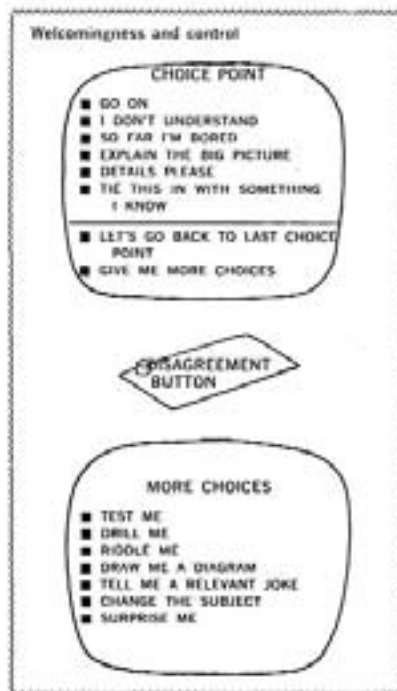 Welcomingness and control
CHOICE POINT
■ GO ON
■ I DON'T UNDERSTAND
■ SO FAR I'M BORED
■ EXPLAIN THE BIG PICTURE
■ DETAILS PLEASE
■ TIE THIS IN WITH SOMETHING
I KNOW
■ LET'S GO BACK TO LAST CHOICE
POINT
■ GIVE ME MORE CHOICES
DISAGREEMENT
BUTTON
MORE CHOICES
■ TEST ME
■ DRILL ME
■ RIDDLE ME
■ DRAW ME A DIAGRAM
■ TELL ME A RELEVANT JOKE
■ CHANGE THE SUBJECT
■ SURPRISE ME